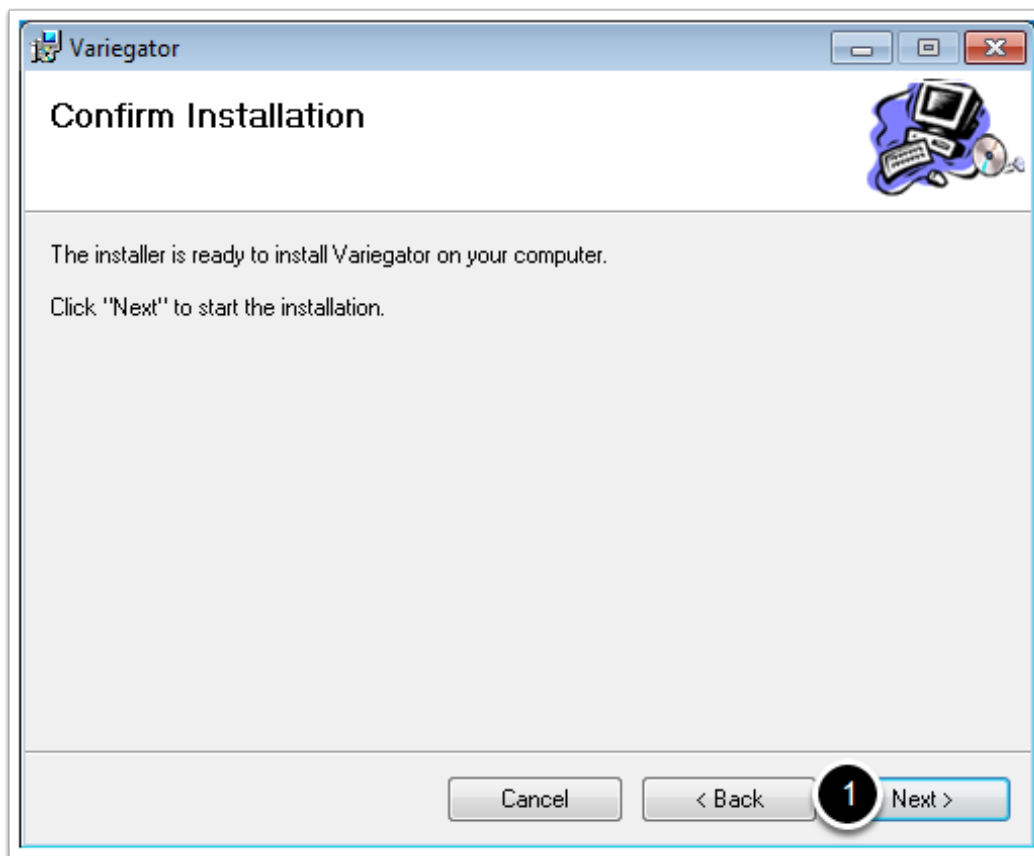 Variegator
Confirm Installation
The installer is ready to install Variegator on your computer.
Click "Next" to start the installation.
Cancel
< Back
1
Next >